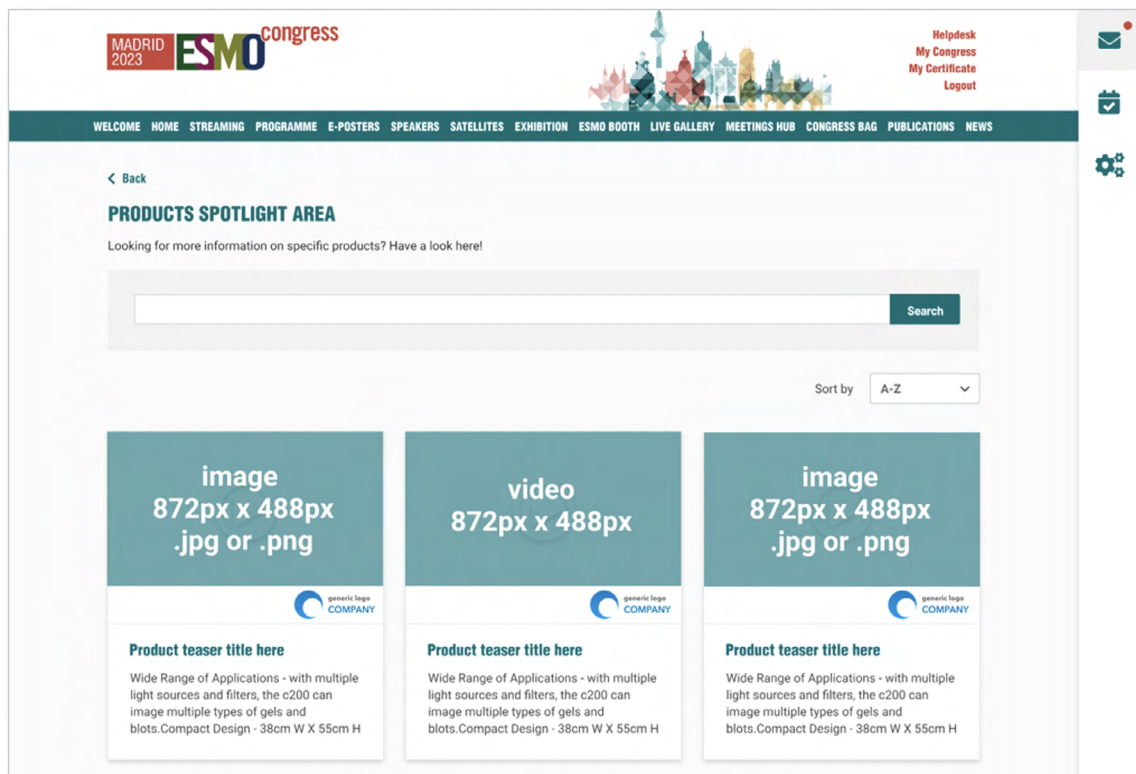 MADRID
2023
ESMO congress
Helpdesk
My Congress
My Certificate
Logout
WELCOME HOME STREAMING PROGRAMME E-POSTERS SPEAKERS SATELLITES EXHIBITION ESMO BOOTH LIVE GALLERY MEETINGS HUB CONGRESS BAG PUBLICATIONS NEWS
Back
PRODUCTS SPOTLIGHT AREA
Looking for more information on specific products? Have a look here!
Search
Sort by A-Z
image
872px x 488px
.jpg or .png
generic logo
COMPANY
Product teaser title here
Wide Range of Applications - with multiple
light sources and filters, the c200 can
image multiple types of gels and
blots.Compact Design - 38cm W X 55cm H
video
872px x 488px
generic logo
COMPANY
Product teaser title here
Wide Range of Applications - with multiple
light sources and filters, the c200 can
image multiple types of gels and
blots.Compact Design - 38cm W X 55cm H
image
872px x 488px
.jpg or .png
generic logo
COMPANY
Product teaser title here
Wide Range of Applications - with multiple
light sources and filters, the c200 can
image multiple types of gels and
blots.Compact Design - 38cm W X 55cm H